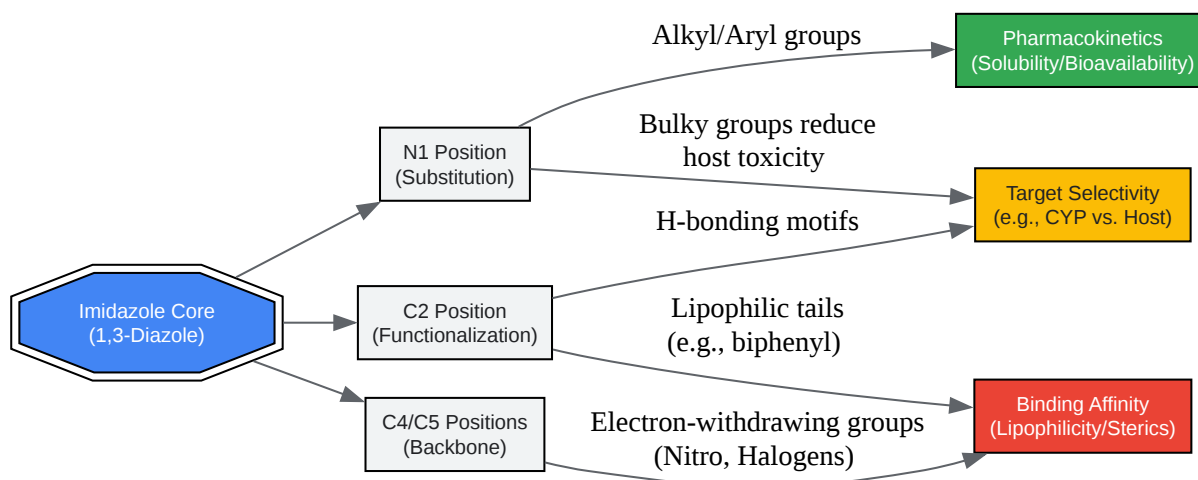 Alkyl/Aryl groups
Pharmacokinetics
(Solubility/Bioavailability)
Bulky groups reduce
host toxicity
N1 Position
(Substitution)
Target Selectivity
(e.g., CYP vs. Host)
H-bonding motifs
Imidazole Core
(1,3-Diazole)
C2 Position
(Functionalization)
Lipophilic tails
(e.g., biphenyl)
Binding Affinity
(Lipophilicity/Sterics)
C4/C5 Positions
(Backbone)
Electron-withdrawing groups
(Nitro, Halogens)